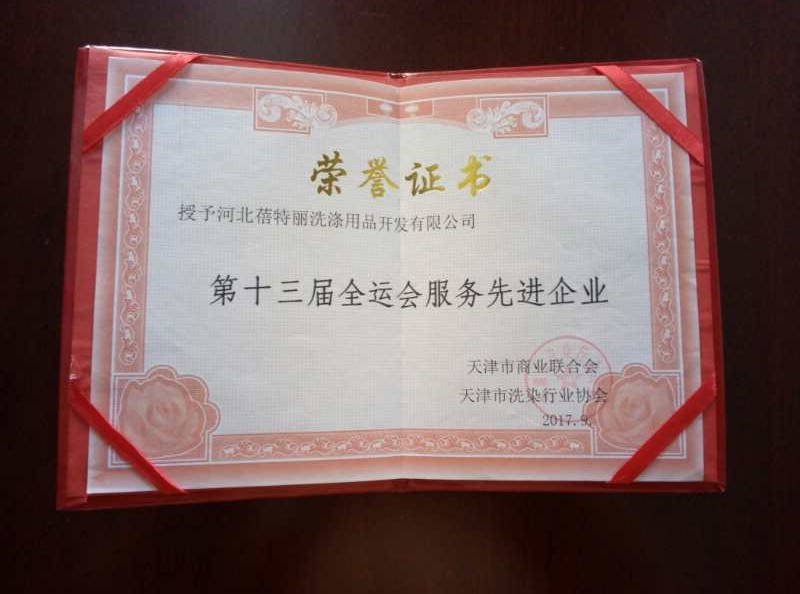 荣誉证书
授予河北蓓特丽洗涤用品开发有限公司
第十三届全运会服务先进企业
天津市商业联合会
天津市洗染行业协会
2017.9.